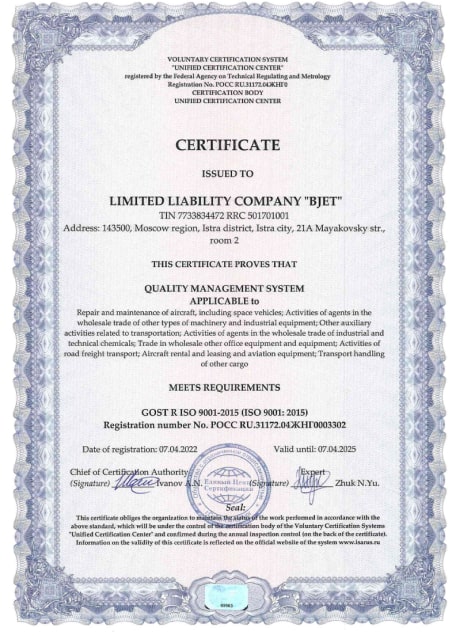 VOLUNTARY CERTIFICATION SYSTEM
"UNIFIED CERTIFICATION CENTER"
registered by the Federal Agency on Technical Regulating and Metrology
Registration No. РОСС RU.31172.04ЖНГ0
CERTIFICATION BODY
UNIFIED CERTIFICATION CENTER
CERTIFICATE
ISSUED TO
LIMITED LIABILITY COMPANY "BJET"
TIN 7733834472 RRC 501701001
Address: 143500, Moscow region, Istra district, Istra city, 21A Mayakovsky str.,
room 2
THIS CERTIFICATE PROVES THAT
QUALITY MANAGEMENT SYSTEM
APPLICABLE to
Repair and maintenance of aircraft, including space vehicles; Activities of agents in the
wholesale trade of other types of machinery and industrial equipment; Other auxiliary
activities related to transportation; Activities of agents in the wholesale trade of industrial and
technical chemicals; Trade in wholesale other office equipment and equipment; Activities of
road freight transport; Aircraft rental and leasing and aviation equipment; Transport handling
of other cargo
MEETS REQUIREMENTS
GOST R ISO 9001-2015 (ISO 9001: 2015)
Registration number No. РОСС RU.31172.04ЖНГ0003302
Date of registration: 07.04.2022 Valid until: 07.04.2025
Chief of Certification Authority Expert
(Signature) Ivanov A.N. (Signature) Zhuk N.Yu.
Единый Центр
Сертификации
Seal:
This certificate obliges the organization to maintain the status of the work performed in accordance with the
above standard, which will be under the control of the certification body of the Voluntary Certification Systems
"Unified Certification Center" and confirmed during the annual inspection control (on the back of the certificate).
Information on the validity of this certificate is reflected on the official website of the system www.isarus.ru